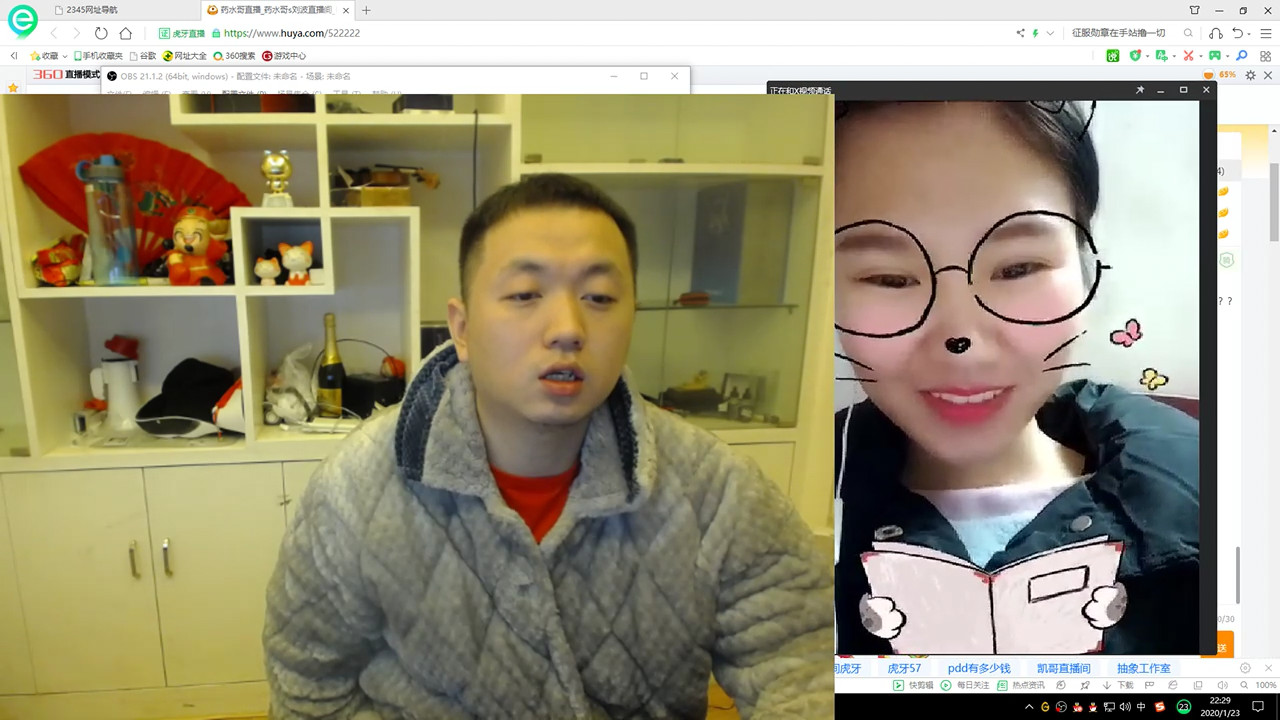 2345网址导航
药水哥直播_药水哥s刘波直播间_
虎牙直播 https://www.huya.com/522222
征服勋章在手站撸一切
收藏 手机收藏夹 谷歌 网址大全 360搜索 游戏中心
360直播模式
OBS 21.1.2 (64bit, windows) - 配置文件: 未命名 - 场景: 未命名
65%
正在和X视频通话
4)
? ?
0/30
送
虎牙 虎牙57 pdd有多少钱 凯哥直播间 抽象工作室
快剪辑 每日关注 热点资讯 下载 100%
中 23 22:29
2020/1/23